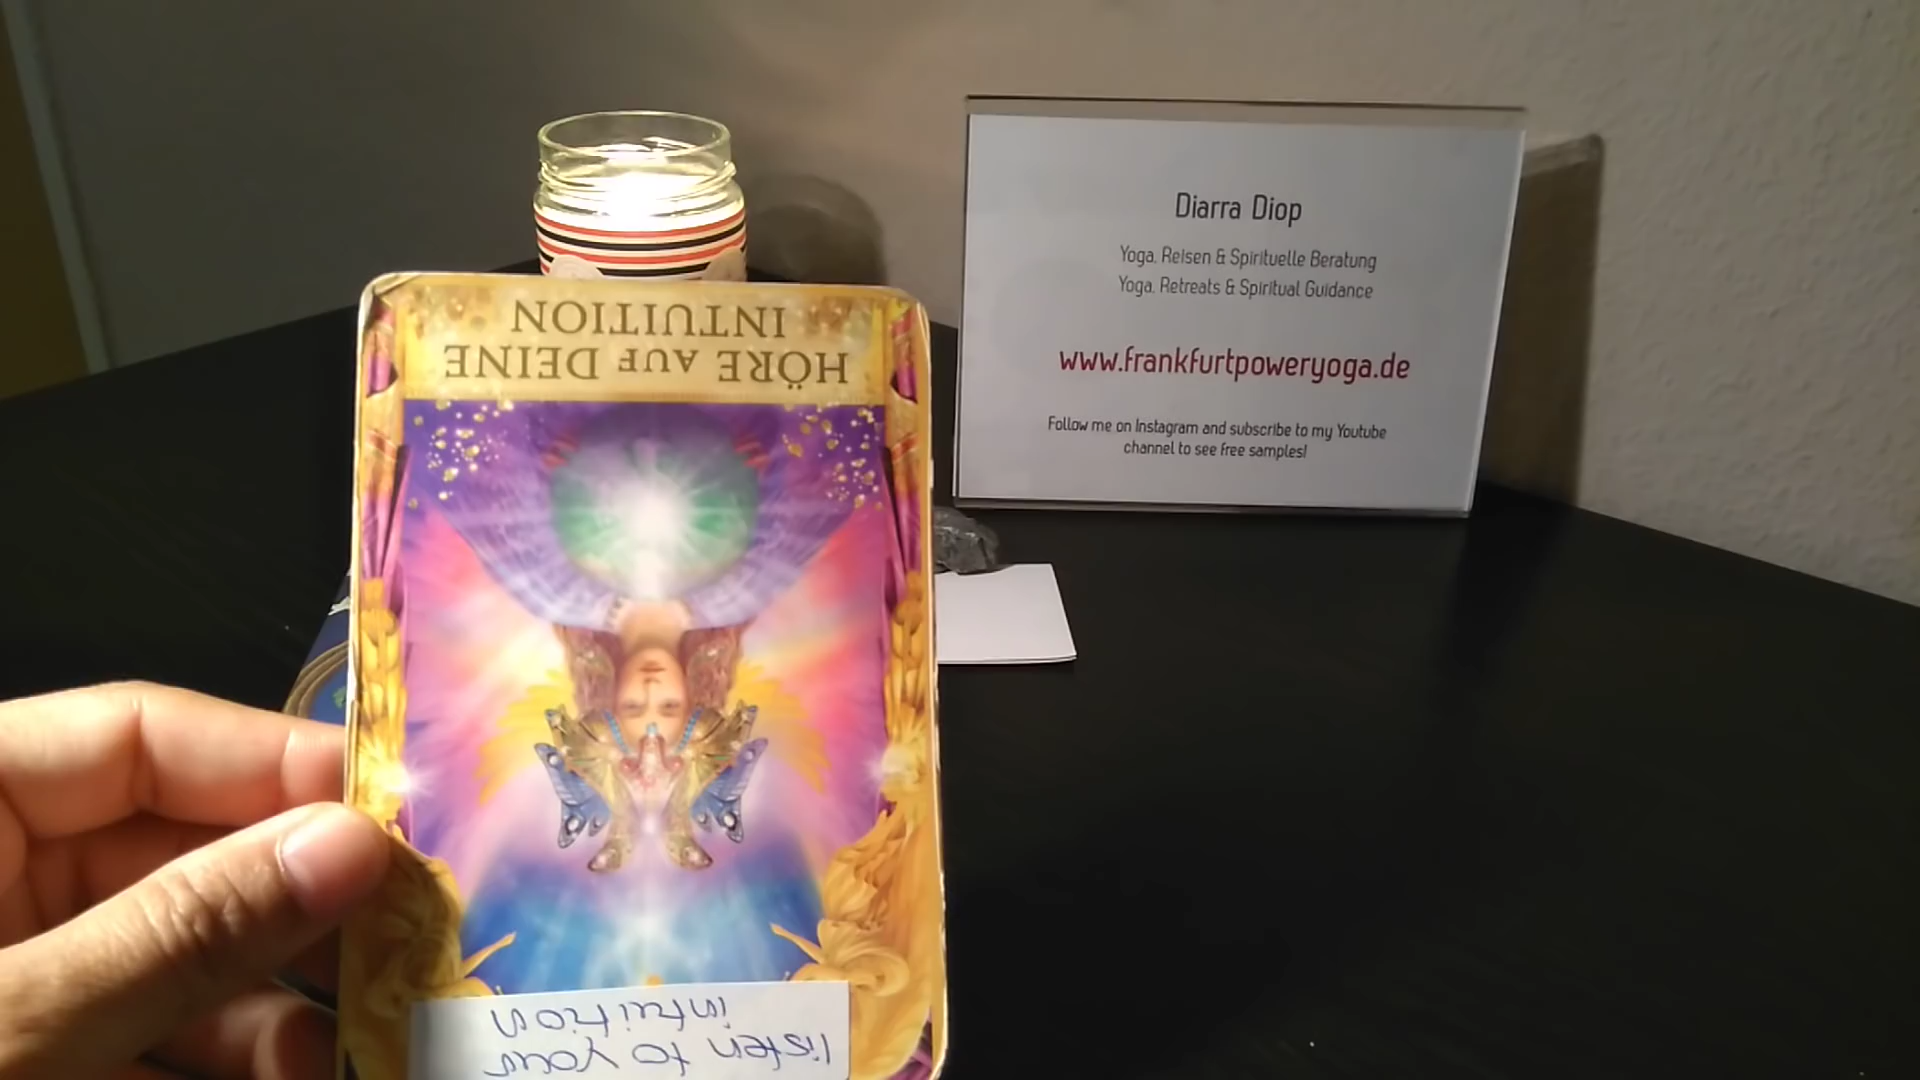 HÖRE AUF DEINE
INTUITION
listen to your
intuition
Diarra Diop
Yoga, Reisen & Spirituelle Beratung
Yoga, Retreats & Spiritual Guidance
www.frankfurtpoweryoga.de
Follow me on Instagram and subscribe to my Youtube
channel to see free samples!